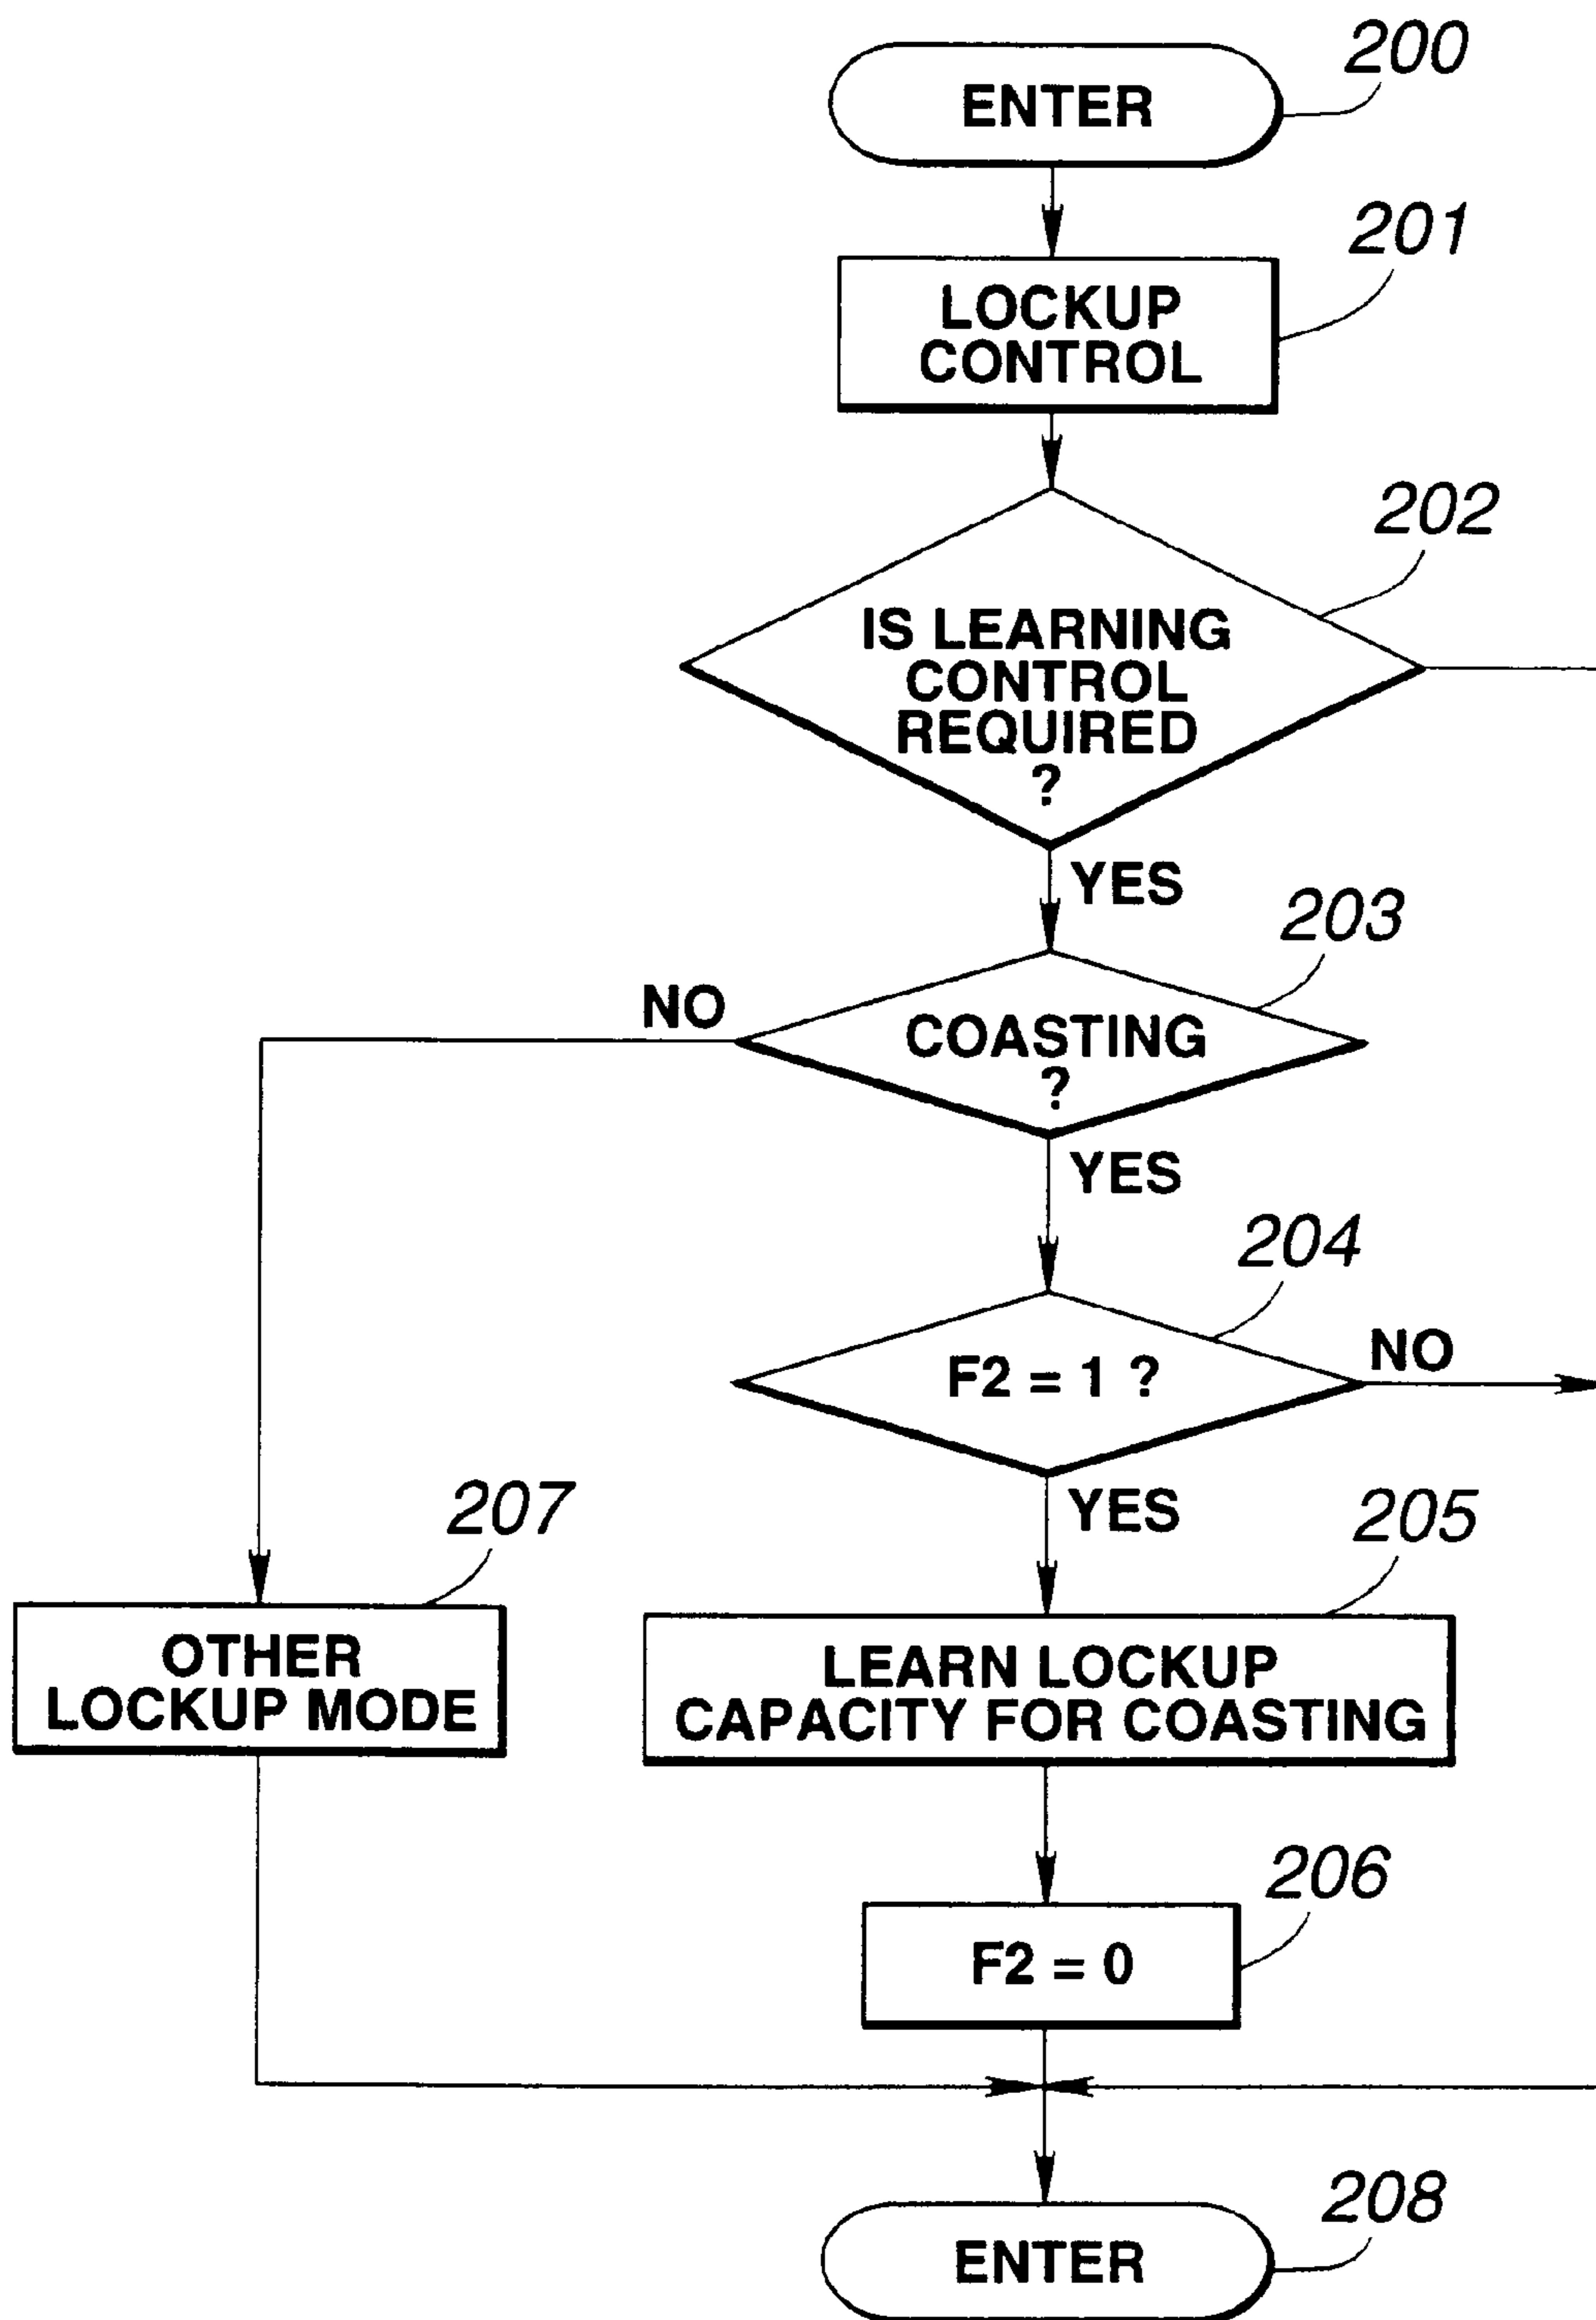 200
ENTER
201
LOCKUP
CONTROL
202
IS LEARNING
CONTROL
REQUIRED
?
YES
203
NO
COASTING
?
YES
204
F2 = 1 ?
NO
YES
207
205
OTHER
LOCKUP MODE
LEARN LOCKUP
CAPACITY FOR COASTING
206
F2 = 0
208
ENTER